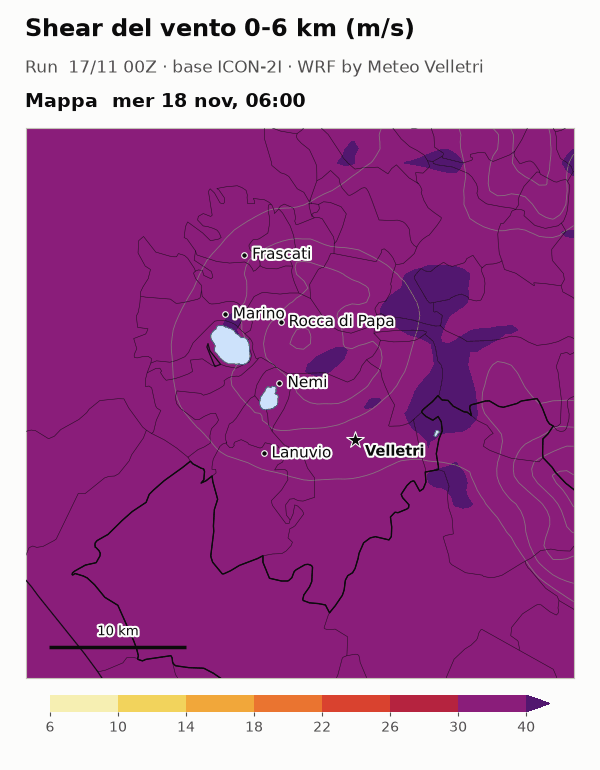 Shear del vento 0-6 km (m/s)
Run  17/11 00Z · base ICON-2I · WRF by Meteo Velletri
Mappa  mer 18 nov, 06:00
Frascati
Marino
Rocca di Papa
Nemi
Lanuvio
Velletri
10 km
6 10 14 18 22 26 30 40